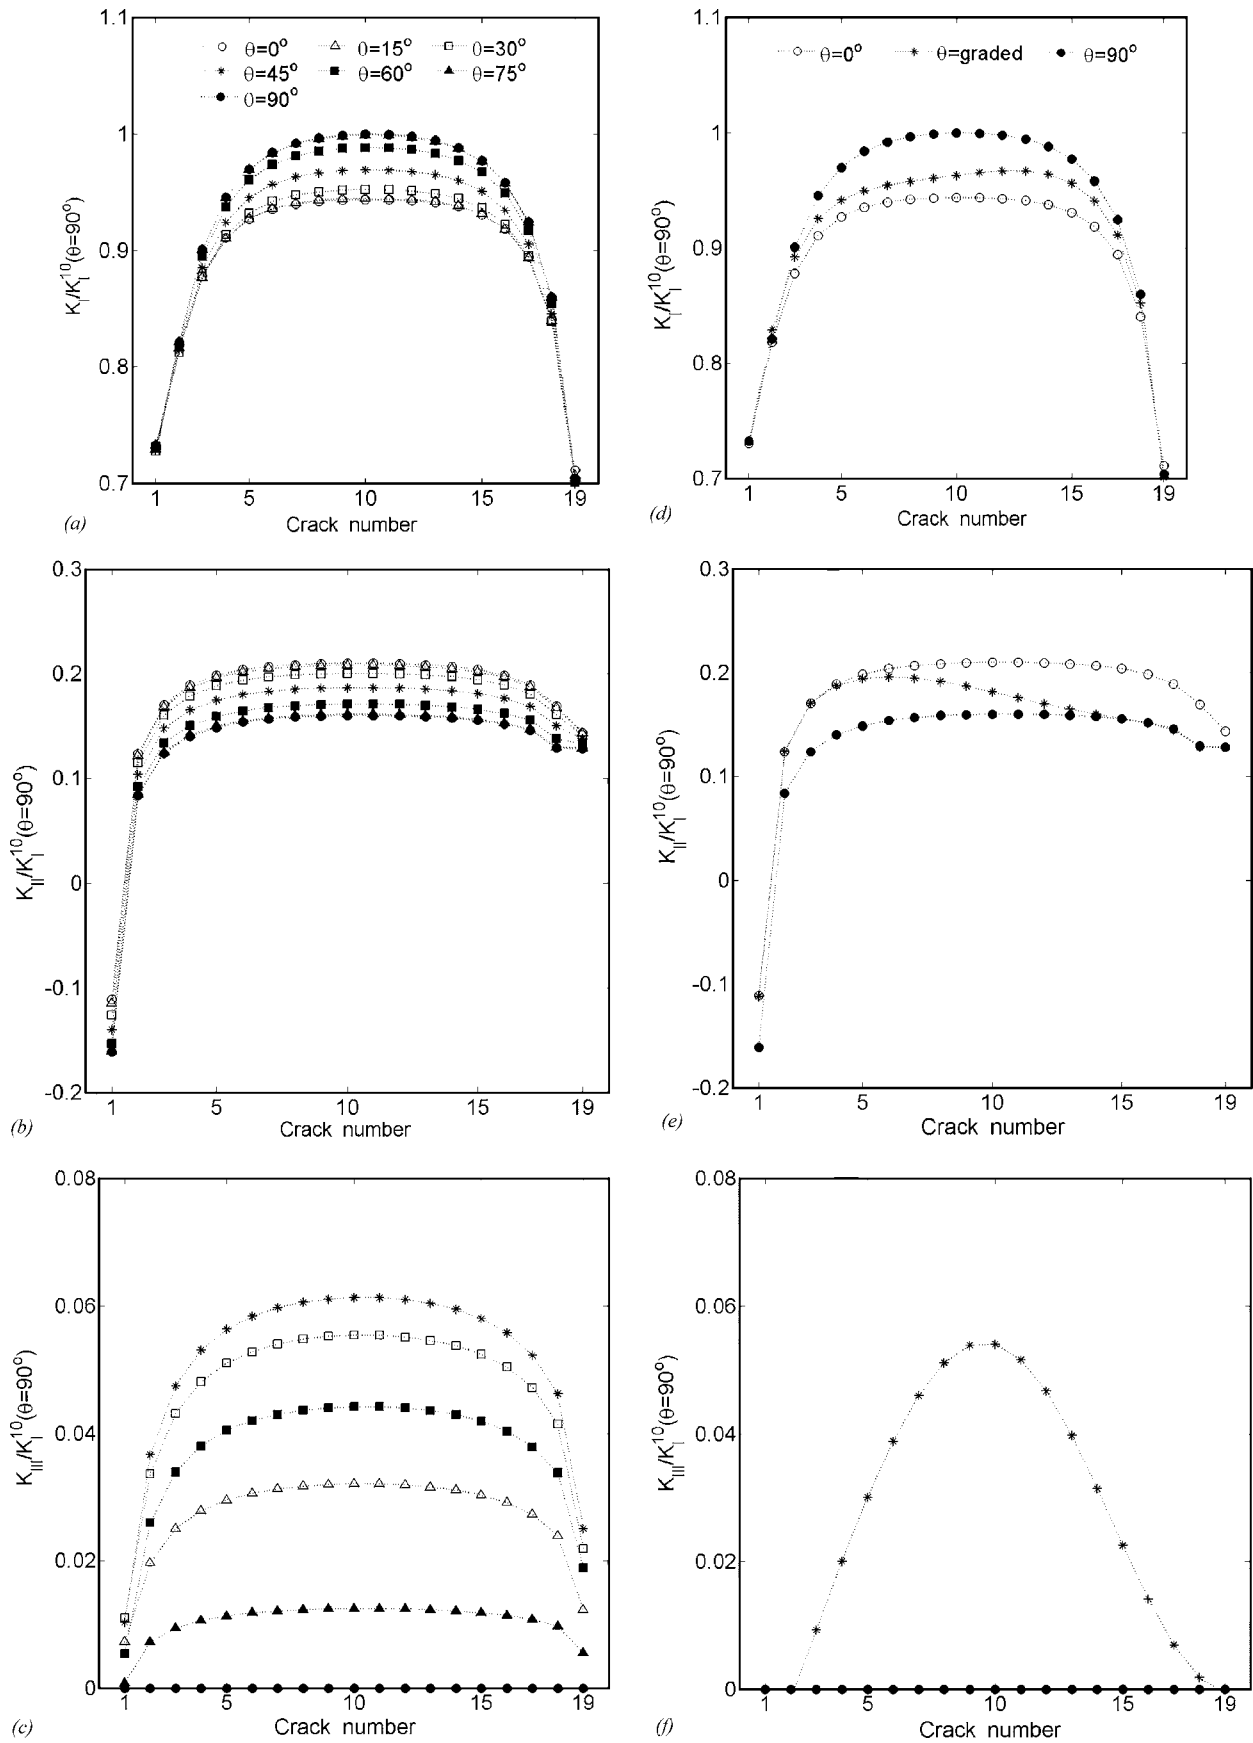 1.1
θ=0° θ=15° θ=30°
θ=45° θ=60° θ=75°
θ=90°
1
0.9
0.8
0.7
K_I/K_I^10(θ=90°)
1 5 10 15 19
Crack number
(a)
1.1
θ=0° θ=graded θ=90°
1
0.9
0.8
0.7
K_I/K_I^10(θ=90°)
1 5 10 15 19
Crack number
(d)
0.3
0.2
0.1
0
-0.1
-0.2
K_II/K_I^10(θ=90°)
1 5 10 15 19
Crack number
(b)
0.3
0.2
0.1
0
-0.1
-0.2
K_II/K_I^10(θ=90°)
1 5 10 15 19
Crack number
(e)
0.08
0.06
0.04
0.02
0
K_III/K_I^10(θ=90°)
1 5 10 15 19
Crack number
(c)
0.08
0.06
0.04
0.02
0
K_III/K_I^10(θ=90°)
1 5 10 15 19
Crack number
(f)